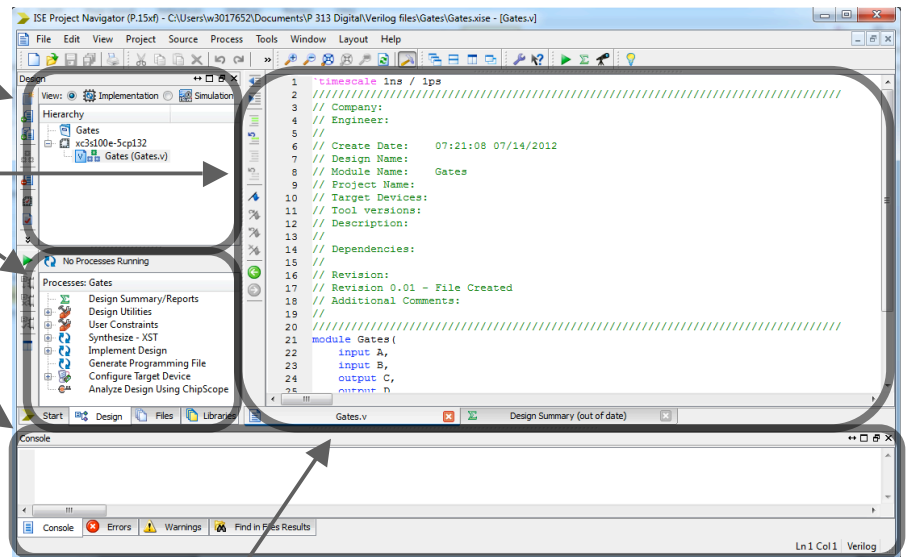 ISE Project Navigator (P.15xf) - C:\Users\w3017652\Documents\P 313 Digital\Verilog files\Gates\Gates.xise - [Gates.v]
File Edit View Project Source Process Tools Window Layout Help
Design
View: Implementation Simulation
Hierarchy
Gates
xc3s100e-5cp132
Gates (Gates.v)
No Processes Running
Processes: Gates
Design Summary/Reports
Design Utilities
User Constraints
Synthesize - XST
Implement Design
Generate Programming File
Configure Target Device
Analyze Design Using ChipScope
Start Design Files Libraries
1 `timescale 1ns / 1ps
2 //////////////////////////////////////////////////////////////////////////////////
3 // Company:
4 // Engineer:
5 //
6 // Create Date:    07:21:08 07/14/2012
7 // Design Name:
8 // Module Name:    Gates
9 // Project Name:
10 // Target Devices:
11 // Tool versions:
12 // Description:
13 //
14 // Dependencies:
15 //
16 // Revision:
17 // Revision 0.01 - File Created
18 // Additional Comments:
19 //
20 //////////////////////////////////////////////////////////////////////////////////
21 module Gates(
22     input A,
23     input B,
24     output C,
25     output D
Gates.v Design Summary (out of date)
Console
Console Errors Warnings Find in Files Results
Ln 1 Col 1 Verilog